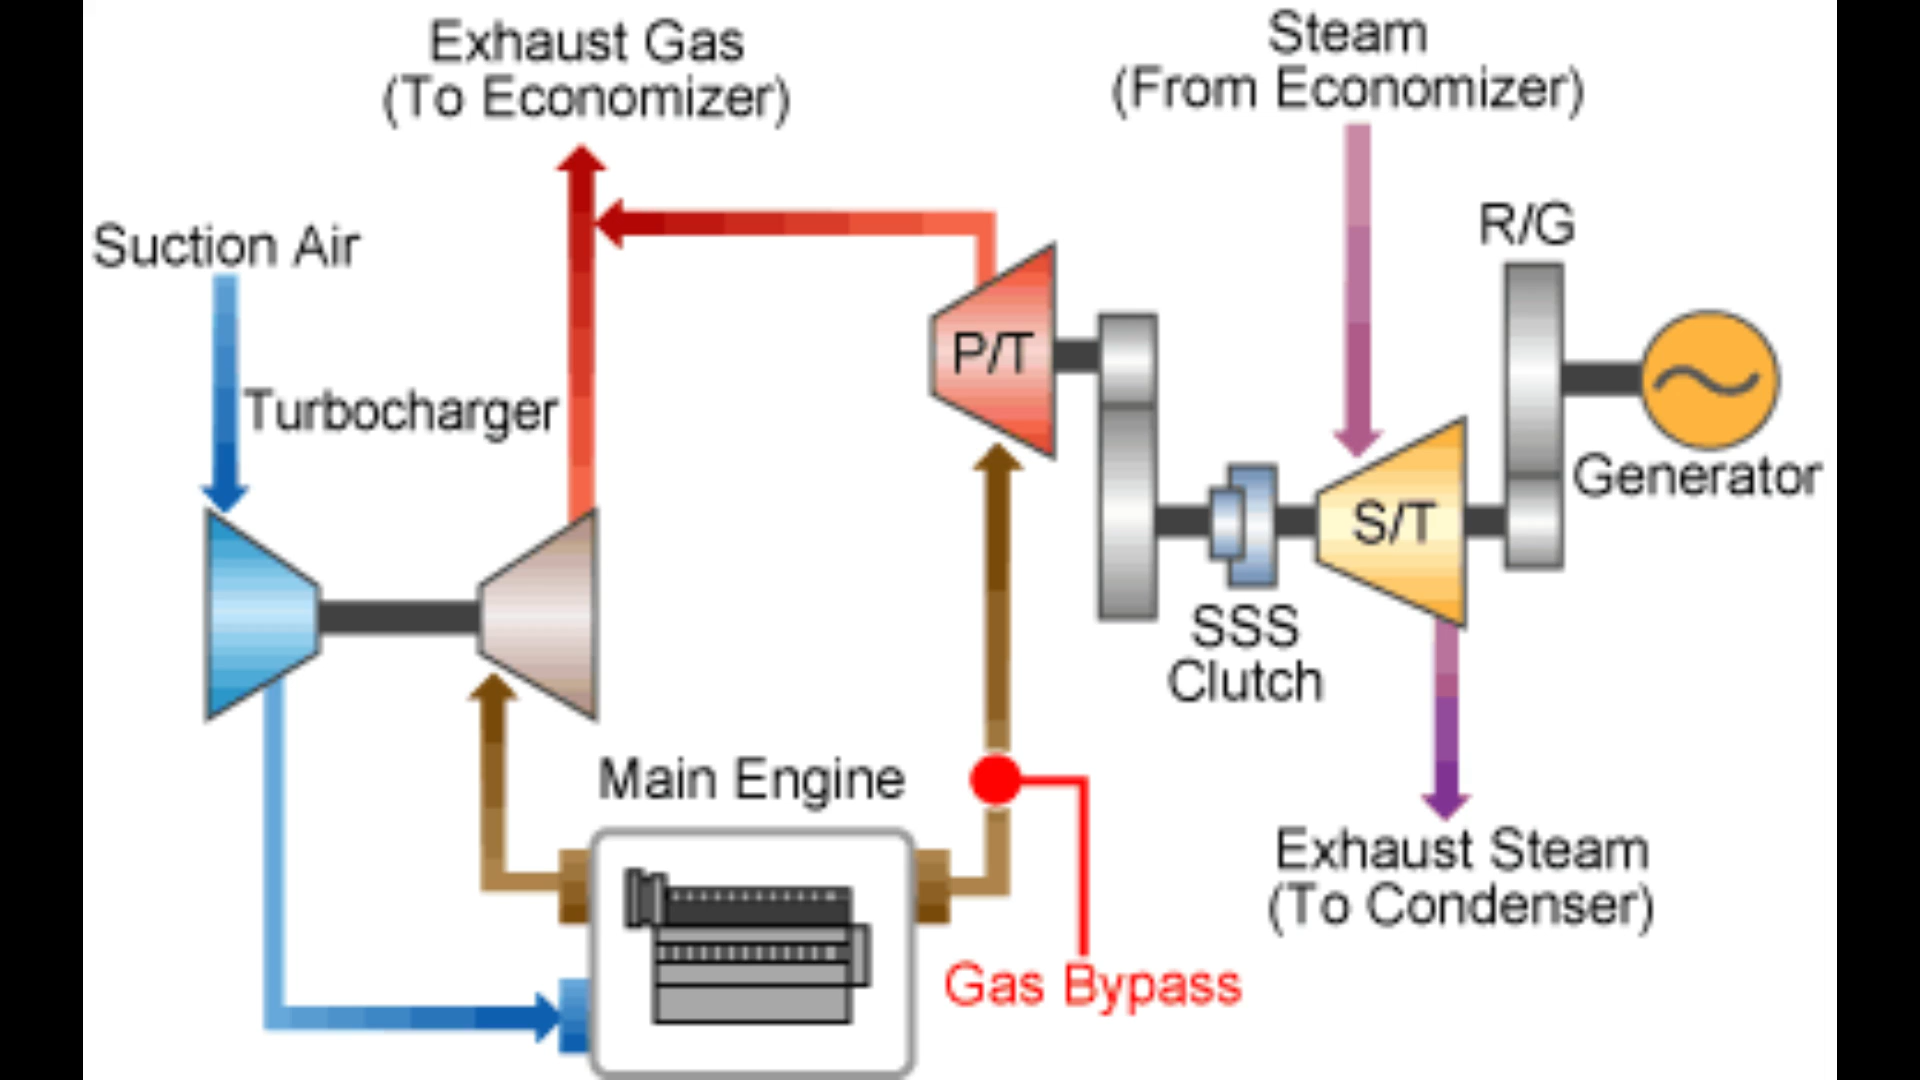 Exhaust Gas
(To Economizer)
Steam
(From Economizer)
Suction Air
R/G
Turbocharger
P/T
Generator
S/T
SSS
Clutch
Main Engine
Exhaust Steam
(To Condenser)
Gas Bypass